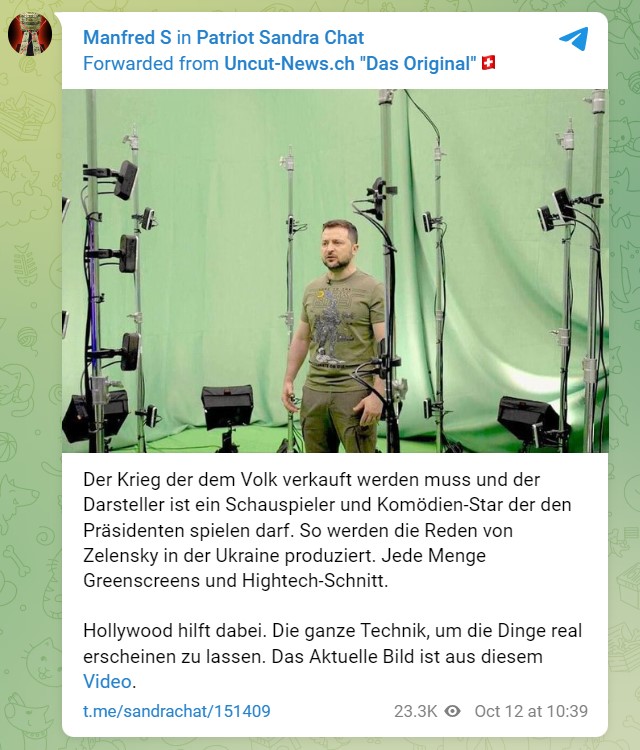 Manfred S in Patriot Sandra Chat
Forwarded from Uncut-News.ch "Das Original"
Der Krieg der dem Volk verkauft werden muss und der
Darsteller ist ein Schauspieler und Komödien-Star der den
Präsidenten spielen darf. So werden die Reden von
Zelensky in der Ukraine produziert. Jede Menge
Greenscreens und Hightech-Schnitt.
Hollywood hilft dabei. Die ganze Technik, um die Dinge real
erscheinen zu lassen. Das Aktuelle Bild ist aus diesem
Video.
t.me/sandrachat/151409 23.3K Oct 12 at 10:39